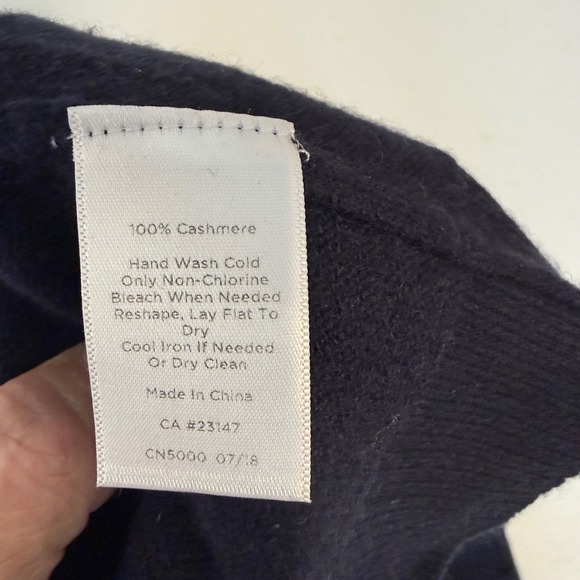 100% Cashmere
Hand Wash Cold
Only Non-Chlorine
Bleach When Needed
Reshape, Lay Flat To
Dry
Cool Iron If Needed
Or Dry Clean
Made In China
CA #23147
CN5000 07/18